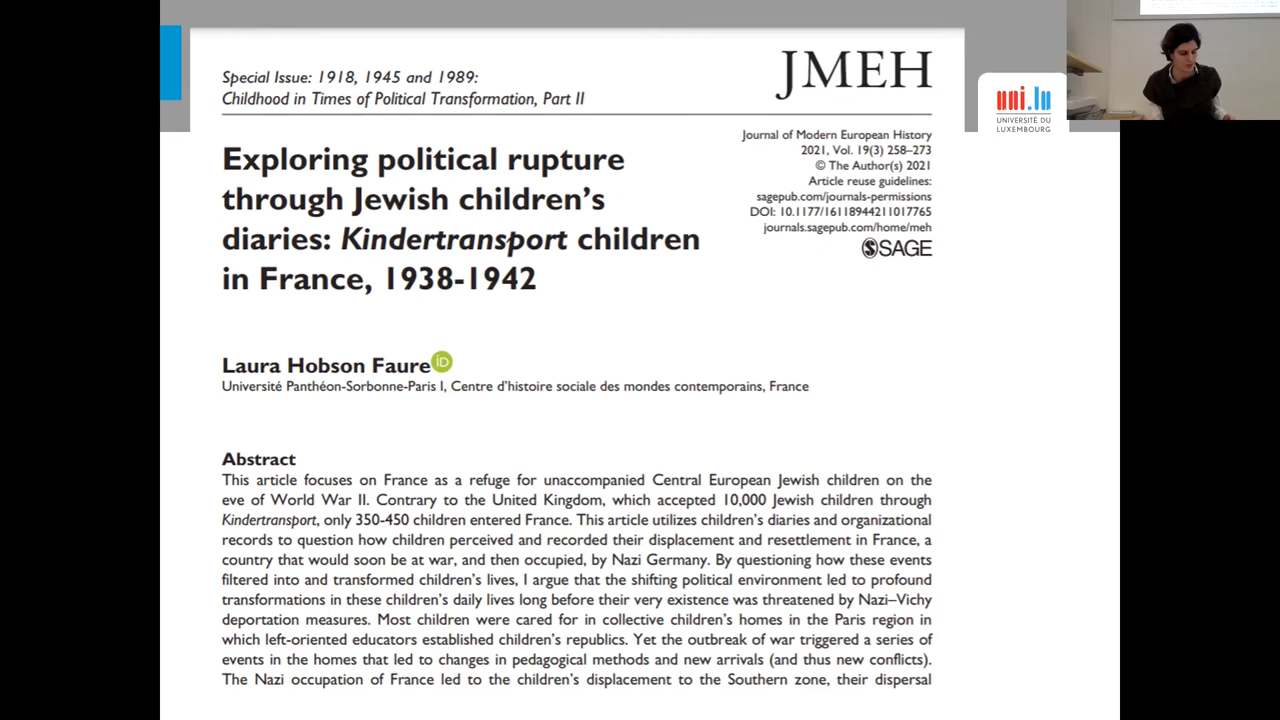 Special Issue: 1918, 1945 and 1989:
Childhood in Times of Political Transformation, Part II
JMEH
uni.lu
UNIVERSITÉ DU
LUXEMBOURG
Journal of Modern European History
2021, Vol. 19(3) 258–273
© The Author(s) 2021
Article reuse guidelines:
sagepub.com/journals-permissions
DOI: 10.1177/16118944211017765
journals.sagepub.com/home/meh
SAGE
Exploring political rupture
through Jewish children’s
diaries: Kindertransport children
in France, 1938-1942
Laura Hobson Faure iD
Université Panthéon-Sorbonne-Paris I, Centre d’histoire sociale des mondes contemporains, France
Abstract
This article focuses on France as a refuge for unaccompanied Central European Jewish children on the
eve of World War II. Contrary to the United Kingdom, which accepted 10,000 Jewish children through
Kindertransport, only 350-450 children entered France. This article utilizes children’s diaries and organizational
records to question how children perceived and recorded their displacement and resettlement in France, a
country that would soon be at war, and then occupied, by Nazi Germany. By questioning how these events
filtered into and transformed children’s lives, I argue that the shifting political environment led to profound
transformations in these children’s daily lives long before their very existence was threatened by Nazi–Vichy
deportation measures. Most children were cared for in collective children’s homes in the Paris region in
which left-oriented educators established children’s republics. Yet the outbreak of war triggered a series of
events in the homes that led to changes in pedagogical methods and new arrivals (and thus new conflicts).
The Nazi occupation of France led to the children’s displacement to the Southern zone, their dispersal